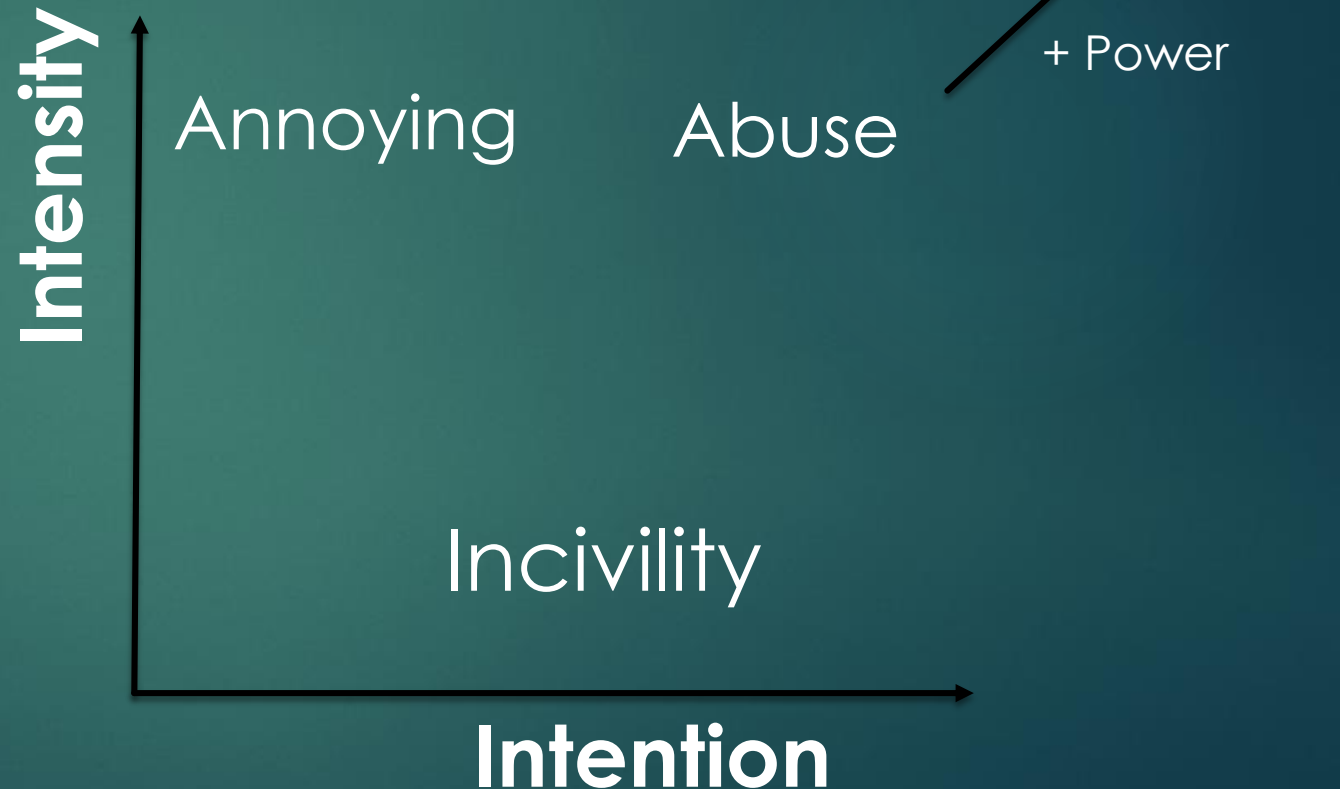 Intensity
+ Power
Annoying
Abuse
Incivility
Intention